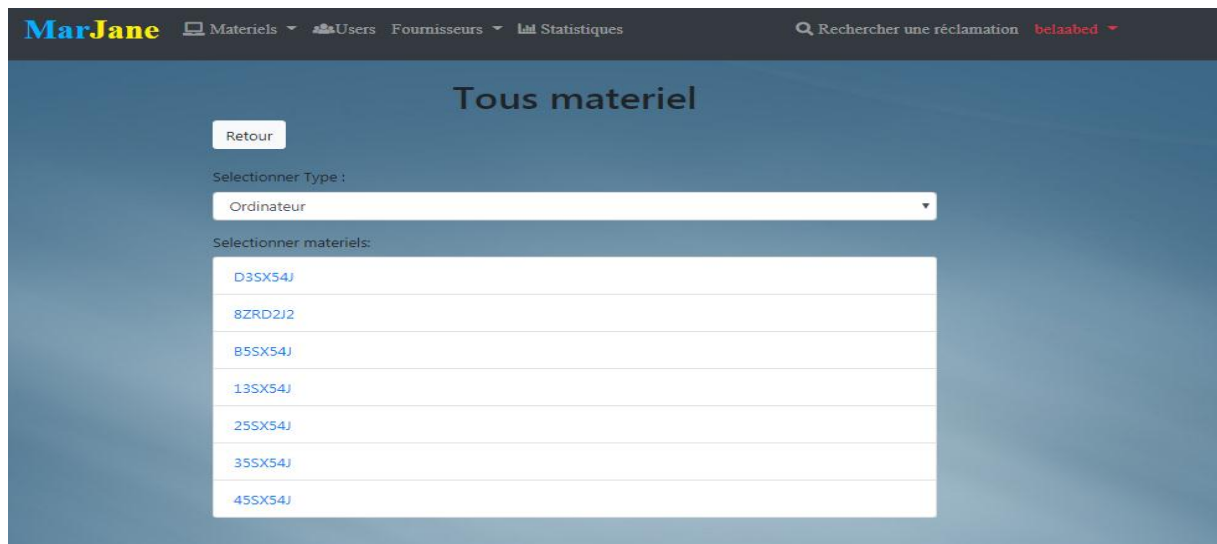 MarJane Materiels Users Fournisseurs Statistiques Rechercher une réclamation belaabed
Tous materiel
Retour
Selectionner Type :
Ordinateur
Selectionner materiels:
D3SX54J
8ZRD2J2
B5SX54J
13SX54J
25SX54J
35SX54J
45SX54J